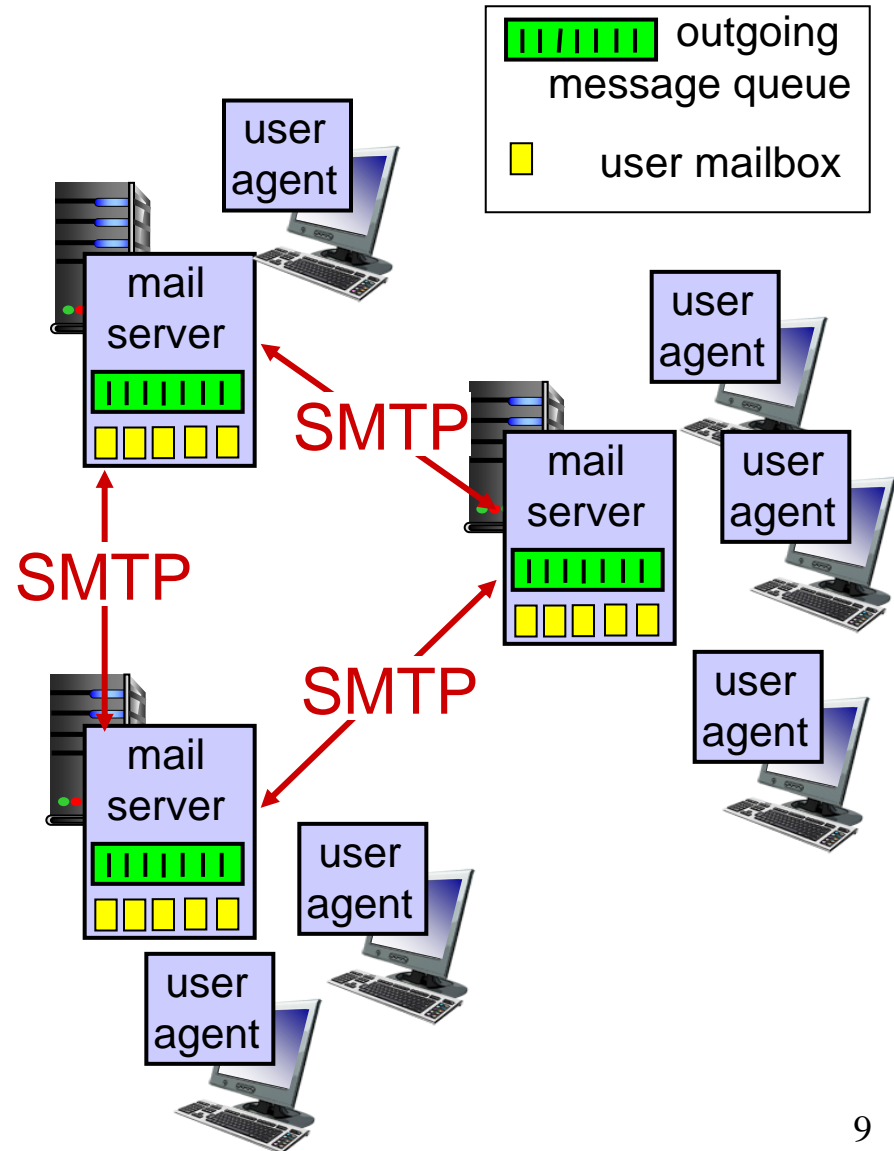 outgoing
message queue
user mailbox
user
agent
mail
server
user
agent
SMTP
mail
server
user
agent
SMTP
SMTP
user
agent
mail
server
user
agent
user
agent
9